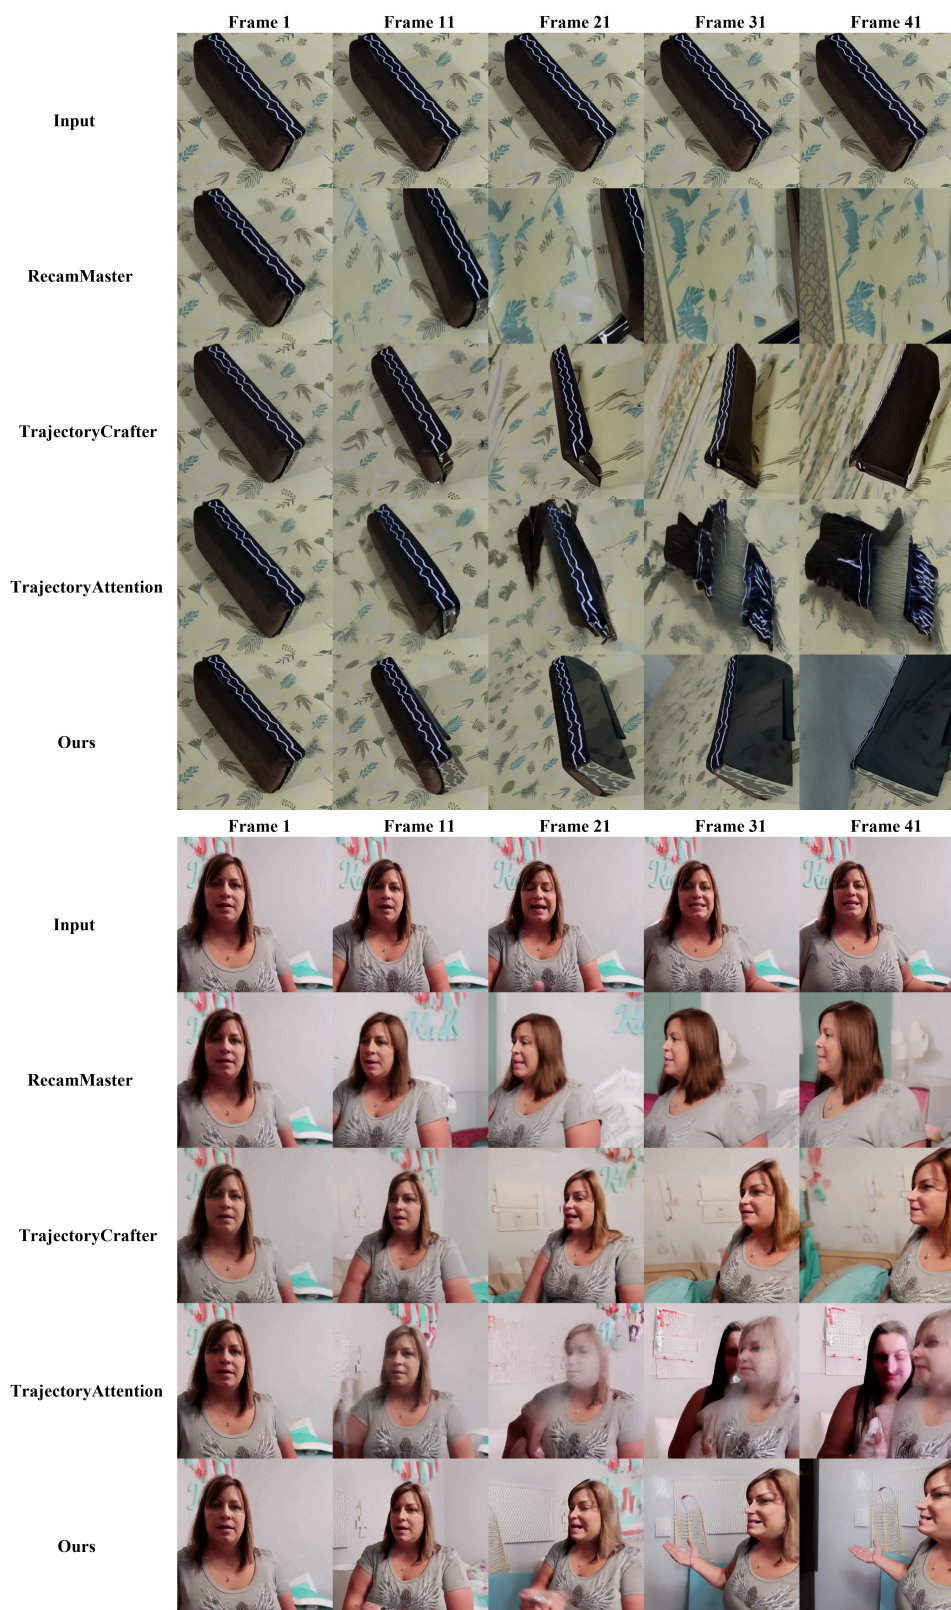 Frame 1 Frame 11 Frame 21 Frame 31 Frame 41
Input
RecamMaster
TrajectoryCrafter
TrajectoryAttention
Ours
Frame 1 Frame 11 Frame 21 Frame 31 Frame 41
Input
RecamMaster
TrajectoryCrafter
TrajectoryAttention
Ours